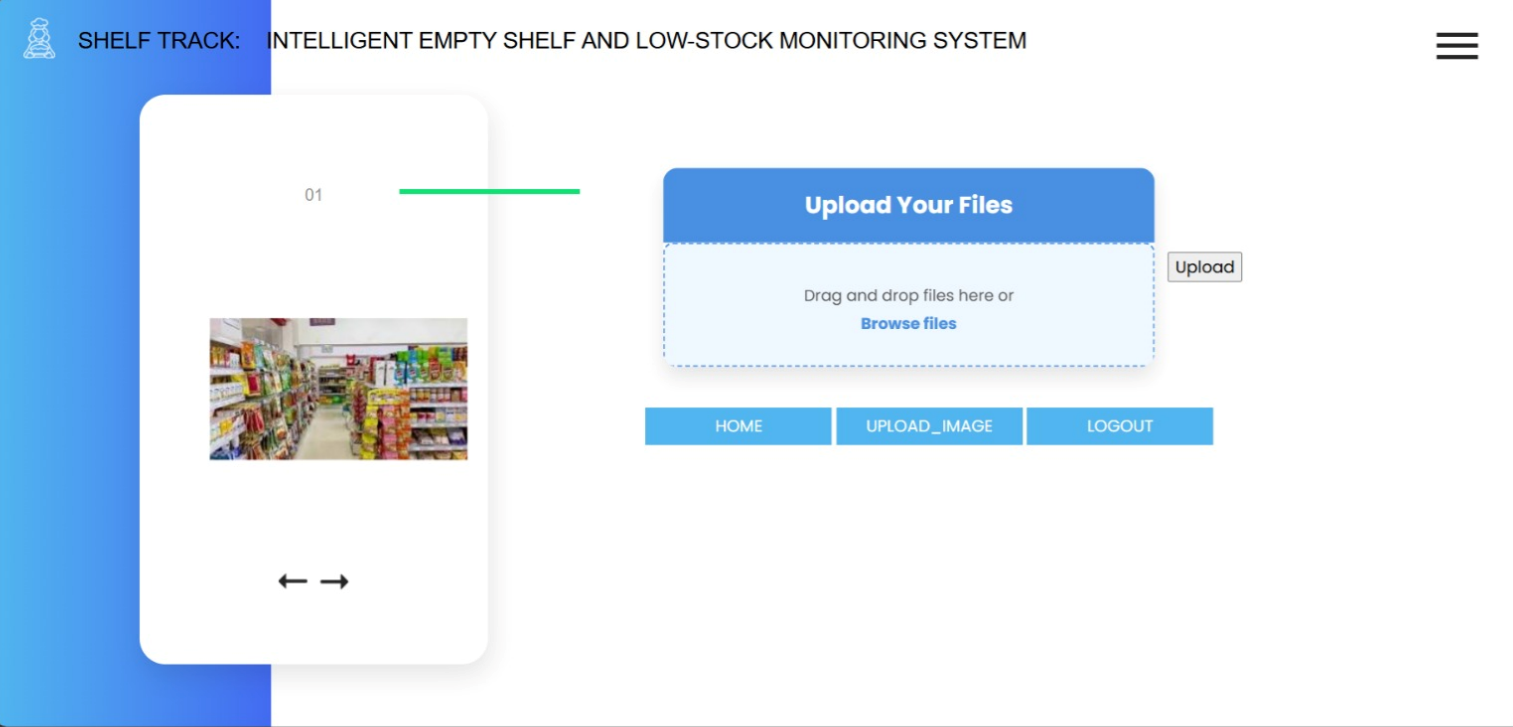 SHELF TRACK: INTELLIGENT EMPTY SHELF AND LOW-STOCK MONITORING SYSTEM
01
Upload Your Files
Upload
Drag and drop files here or
Browse files
HOME UPLOAD_IMAGE LOGOUT